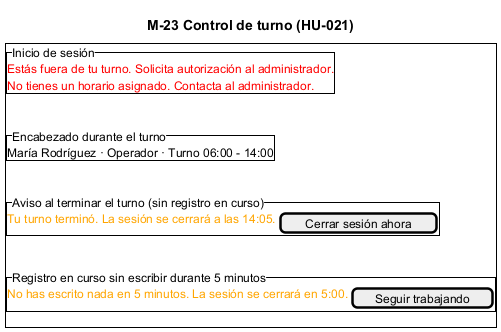 M-23 Control de turno (HU-021)
Inicio de sesión
Estás fuera de tu turno. Solicita autorización al administrador.
No tienes un horario asignado. Contacta al administrador.
Encabezado durante el turno
María Rodríguez · Operador · Turno 06:00 - 14:00
Aviso al terminar el turno (sin registro en curso)
Tu turno terminó. La sesión se cerrará a las 14:05. Cerrar sesión ahora
Registro en curso sin escribir durante 5 minutos
No has escrito nada en 5 minutos. La sesión se cerrará en 5:00. Seguir trabajando